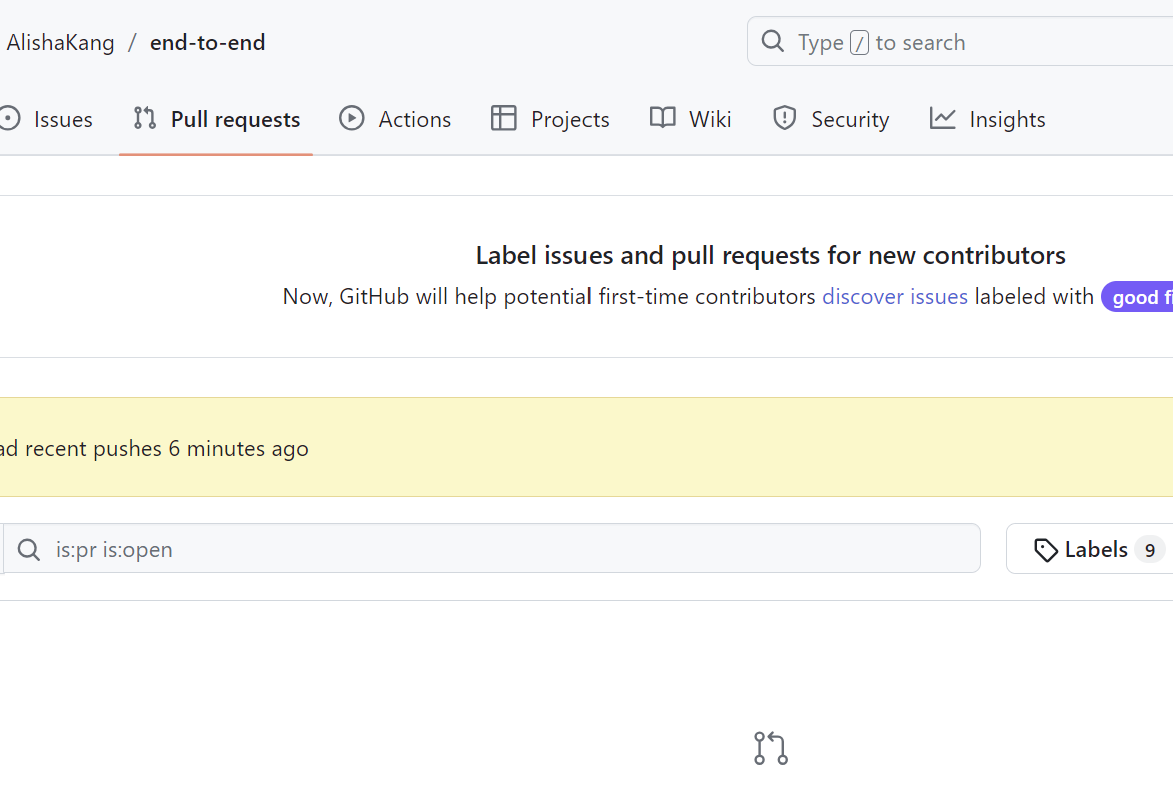 AlishaKang / end-to-end
Type / to search
Issues Pull requests Actions Projects Wiki Security Insights
Label issues and pull requests for new contributors
Now, GitHub will help potential first-time contributors discover issues labeled with good
recent pushes 6 minutes ago
is:pr is:open
Labels 9